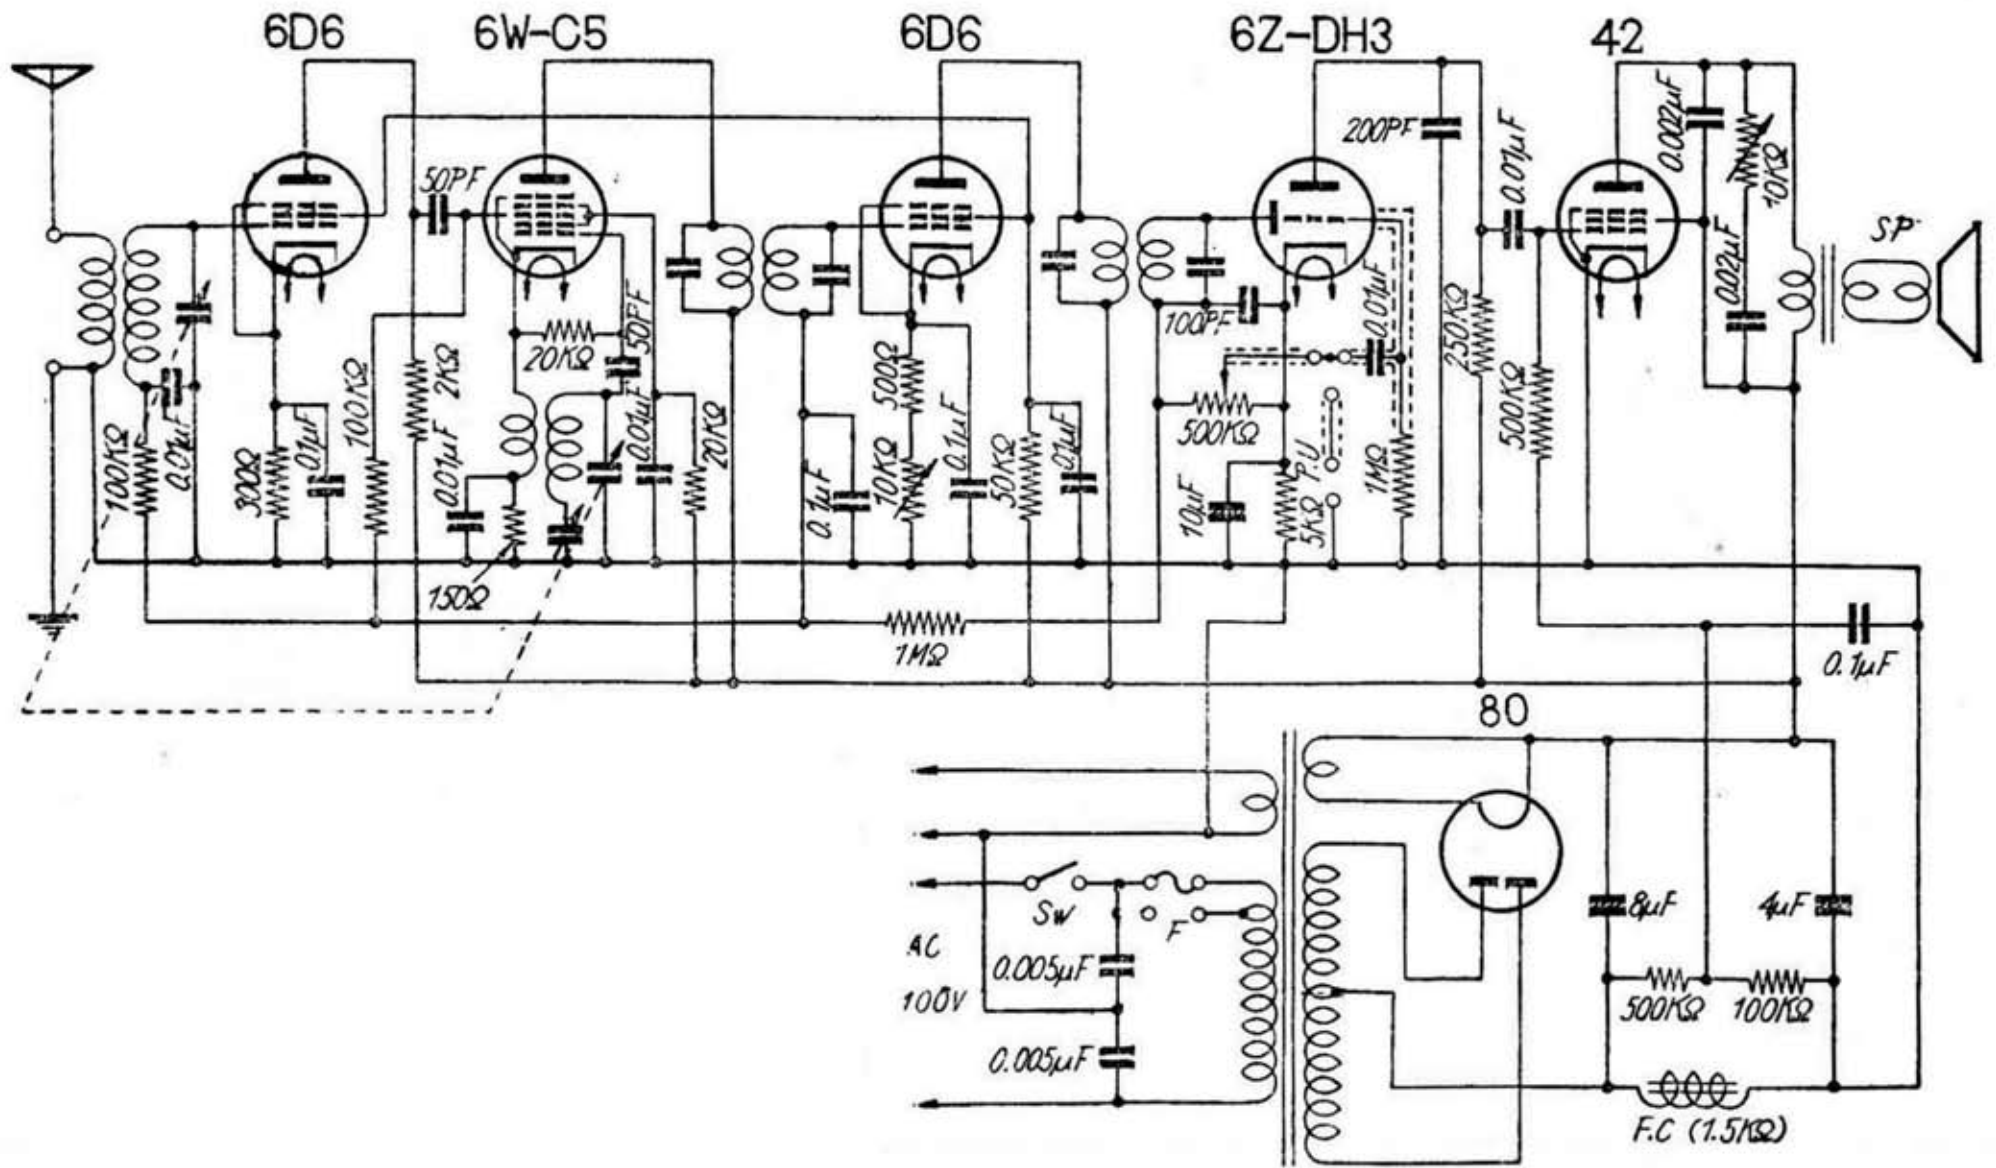 6D6
6W-C5
6D6
6Z-DH3
42
50PF
200PF
0.01μF
0.002μF
10KΩ
SP
0.02μF
100KΩ
0.01μF
300Ω
0.1μF
100KΩ
2KΩ
20KΩ
50PF
0.01μF
150Ω
0.01μF
20KΩ
0.1μF
500Ω
10KΩ
0.1μF
50KΩ
0.1μF
1MΩ
100PF
0.01μF
500KΩ
10μF
5KΩ
P.U
1MΩ
250KΩ
500KΩ
0.1μF
80
SW
F
AC
100V
0.005μF
0.005μF
8μF
4μF
500KΩ
100KΩ
F.C (1.5KΩ)